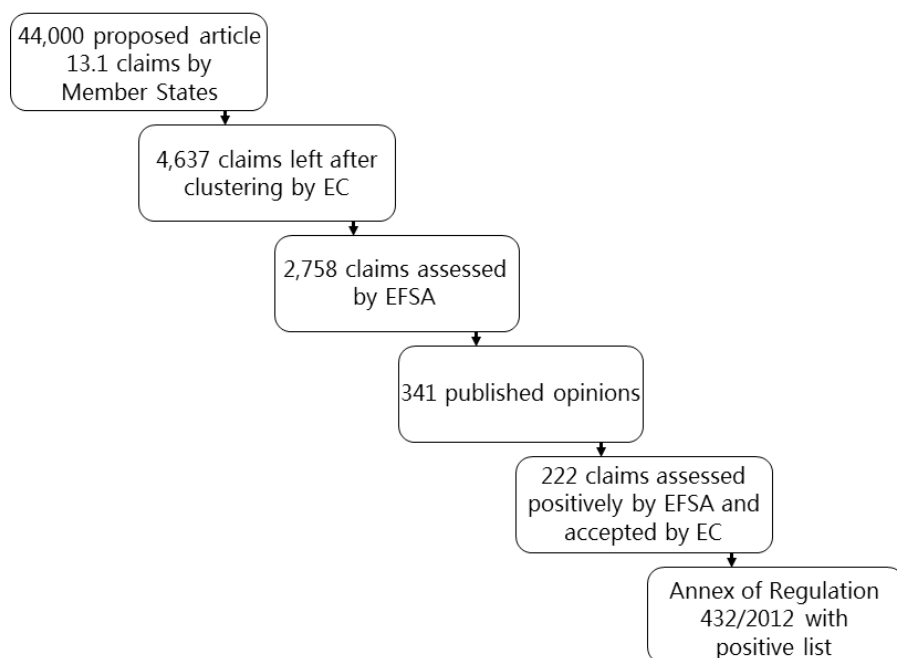 44,000 proposed article
13.1 claims by
Member States
4,637 claims left after
clustering by EC
2,758 claims assessed
by EFSA
341 published opinions
222 claims assessed
positively by EFSA and
accepted by EC
Annex of Regulation
432/2012 with
positive list